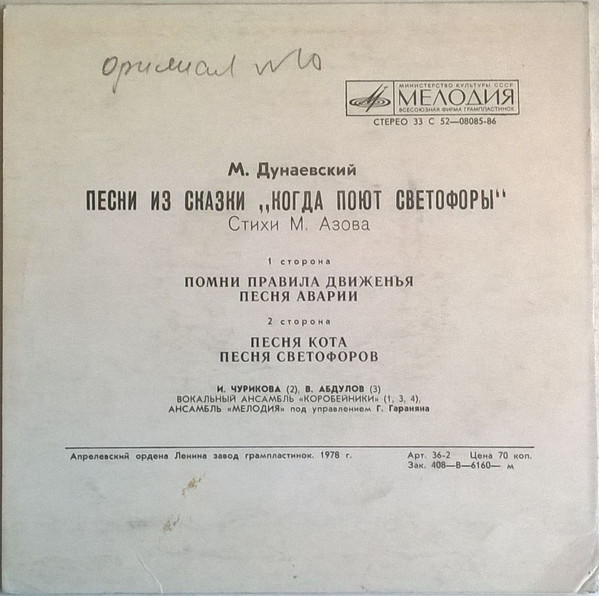 оригинал
МИНИСТЕРСТВО КУЛЬТУРЫ СССР
МЕЛОДИЯ
ВСЕСОЮЗНАЯ ФИРМА ГРАМПЛАСТИНОК
СТЕРЕО 33 С 52—08085-86
М. Дунаевский
ПЕСНИ ИЗ СКАЗКИ „КОГДА ПОЮТ СВЕТОФОРЫ"
Стихи М. Азова
1 сторона
ПОМНИ ПРАВИЛА ДВИЖЕНЬЯ
ПЕСНЯ АВАРИИ
2 сторона
ПЕСНЯ КОТА
ПЕСНЯ СВЕТОФОРОВ
И. ЧУРИКОВА (2), В. АБДУЛОВ (3)
ВОКАЛЬНЫЙ АНСАМБЛЬ «КОРОБЕЙНИКИ» (1, 3, 4),
АНСАМБЛЬ «МЕЛОДИЯ» под управлением Г. Гараняна
Апрелевский ордена Ленина завод грампластинок. 1978 г. Арт. 36-2 Цена 70 коп.
Зак. 408—В—6160— м